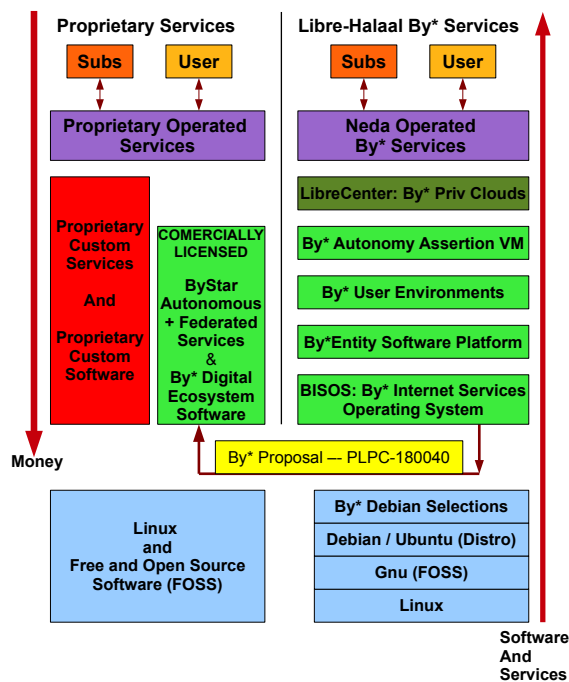 Proprietary Services
Subs
User
Proprietary Operated
Services
Proprietary
Custom
Services
And
Proprietary
Custom
Software
COMERCIALLY
LICENSED
ByStar
Autonomous
+ Federated
Services
&
By* Digital
Ecosystem
Software
Money
Linux
and
Free and Open Source
Software (FOSS)
Libre-Halaal By* Services
Subs
User
Neda Operated
By* Services
LibreCenter: By* Priv Clouds
By* Autonomy Assertion VM
By* User Environments
By*Entity Software Platform
BISOS: By* Internet Services
Operating System
By* Proposal –-- PLPC-180040
By* Debian Selections
Debian / Ubuntu (Distro)
Gnu (FOSS)
Linux
Software
And
Services